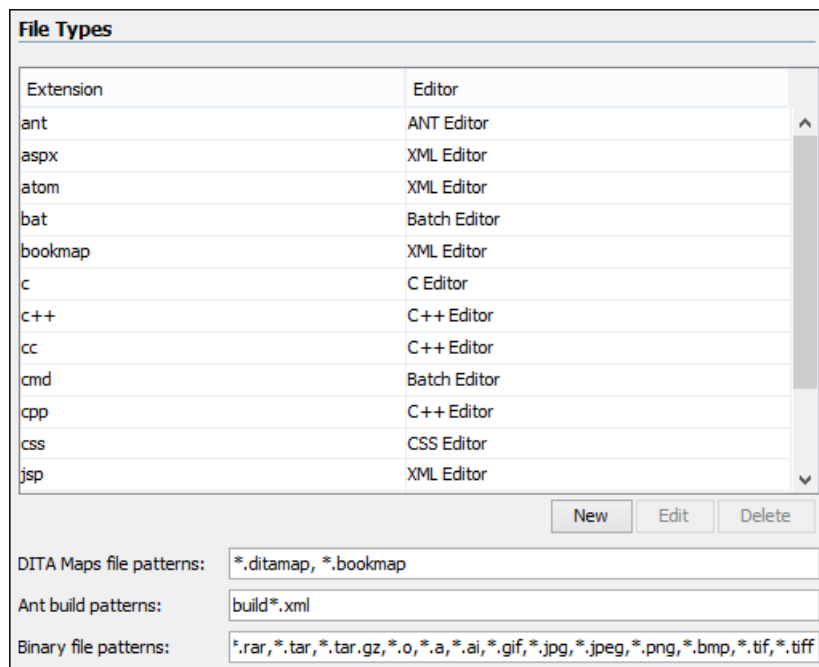 File Types
Extension Editor
ant ANT Editor
aspx XML Editor
atom XML Editor
bat Batch Editor
bookmap XML Editor
c C Editor
c++ C++ Editor
cc C++ Editor
cmd Batch Editor
cpp C++ Editor
css CSS Editor
jsp XML Editor
New Edit Delete
DITA Maps file patterns: *.ditamap, *.bookmap
Ant build patterns: build*.xml
Binary file patterns: *.rar,*.tar,*.tar.gz,*.o,*.a,*.ai,*.gif,*.jpg,*.jpeg,*.png,*.bmp,*.tif,*.tiff